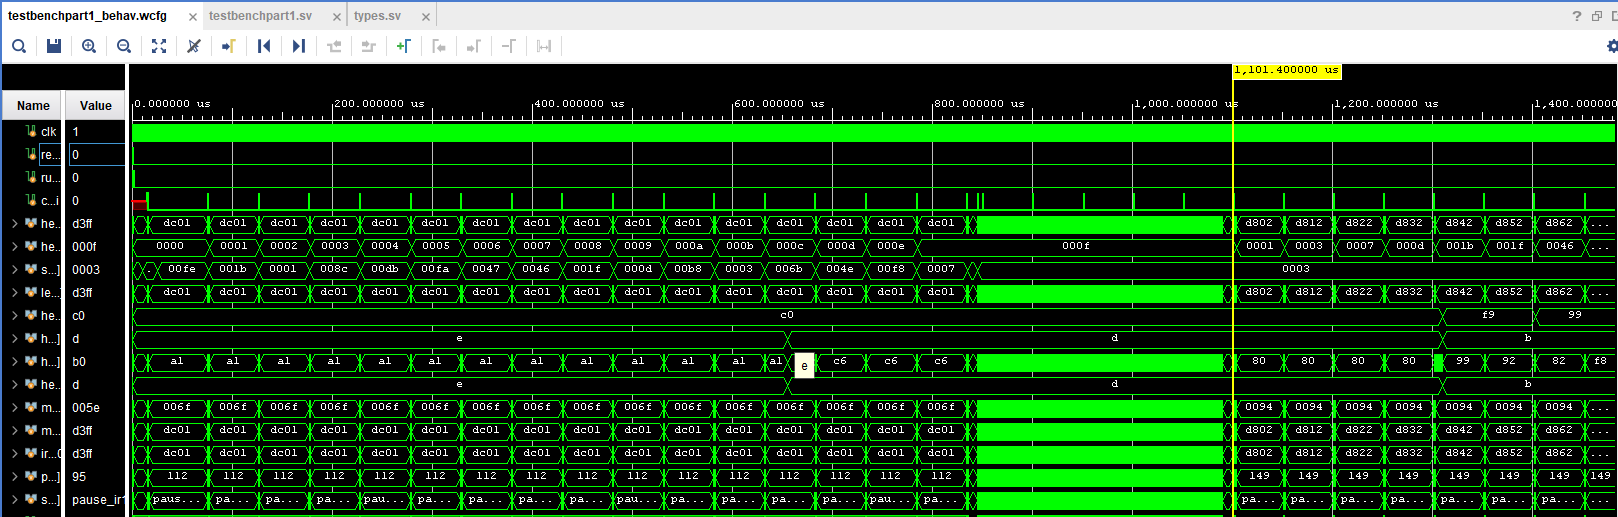 testbenchpart1_behav.wcfg × testbenchpart1.sv × types.sv ×
1,101.400000 us
Name Value 0.000000 us 200.000000 us 400.000000 us 600.000000 us 800.000000 us 1,000.000000 us 1,200.000000 us 1,400.000000
clk 1
re... 0
ru... 0
c...i 0
he... d3ff dc01 dc01 dc01 dc01 dc01 dc01 dc01 dc01 dc01 dc01 dc01 dc01 dc01 dc01 dc01 dc01 d802 d812 d822 d832 d842 d852 d862 ...
he... 000f 0000 0001 0002 0003 0004 0005 0006 0007 0008 0009 000a 000b 000c 000d 000e 000f 0001 0003 0007 000d 001b 001f 0046 ...
s...] 0003 . 00fe 001b 0001 008c 00db 00fa 0047 0046 001f 000d 00b8 0003 006b 004e 00f8 0007 0003
le... d3ff dc01 dc01 dc01 dc01 dc01 dc01 dc01 dc01 dc01 dc01 dc01 dc01 dc01 dc01 dc01 dc01 d802 d812 d822 d832 d842 d852 d862 ...
he... c0 c0 f9 99
h...] d e d b
h...] b0 a1 a1 a1 a1 a1 a1 a1 a1 a1 a1 a1 a1 a1 e c6 c6 c6 80 80 80 80 99 92 82 f8
he... d e d b
m... 005e 006f 006f 006f 006f 006f 006f 006f 006f 006f 006f 006f 006f 006f 006f 006f 006f 0094 0094 0094 0094 0094 0094 0094 ...
m... d3ff dc01 dc01 dc01 dc01 dc01 dc01 dc01 dc01 dc01 dc01 dc01 dc01 dc01 dc01 dc01 dc01 d802 d812 d822 d832 d842 d852 d862 ...
d3ff dc01 dc01 dc01 dc01 dc01 dc01 dc01 dc01 dc01 dc01 dc01 dc01 dc01 dc01 dc01 dc01 d802 d812 d822 d832 d842 d852 d862 ...
p...] 95 112 112 112 112 112 112 112 112 112 112 112 112 112 112 112 112 149 149 149 149 149 149 149 149
s...] pause_ir1 paus... pa... pa... pa... pau... pa... pa... pa... pa... pau... pa... pa... pa... pa... pau... pa... pa... pa... pa... pa... pa... pa... pa... ...